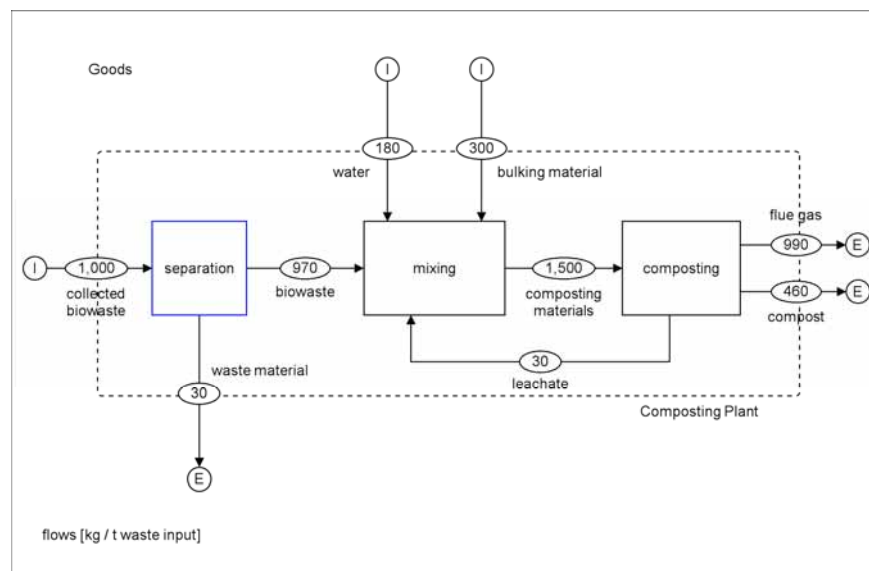 Goods
I
I
180
300
water
bulking material
flue gas
I
1,000
separation
970
mixing
1,500
composting
990
E
collected
biowaste
biowaste
composting
materials
460
E
compost
waste material
30
leachate
30
Composting Plant
E
flows [kg / t waste input]